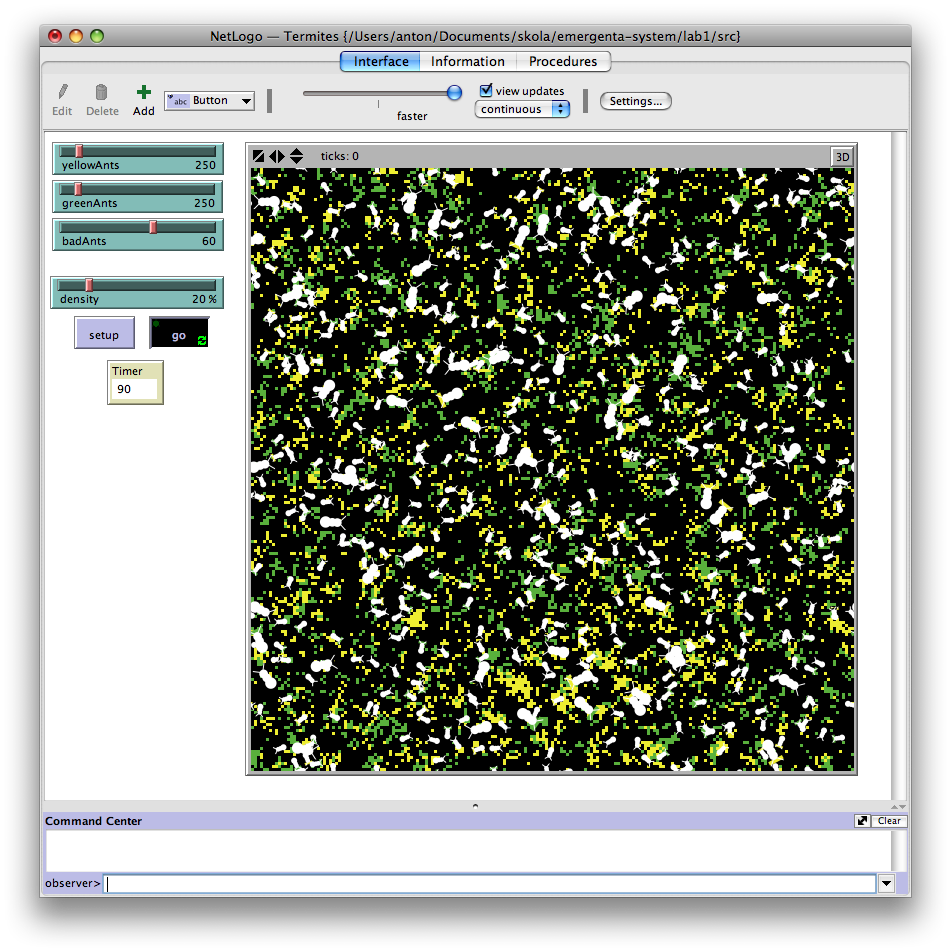 NetLogo — Termites {/Users/anton/Documents/skola/emergenta-system/lab1/src}
Interface Information Procedures
Edit Delete Add abc Button faster view updates continuous Settings...
yellowAnts 250
greenAnts 250
badAnts 60
density 20 %
setup go
Timer
90
ticks: 0 3D
Command Center Clear
observer>